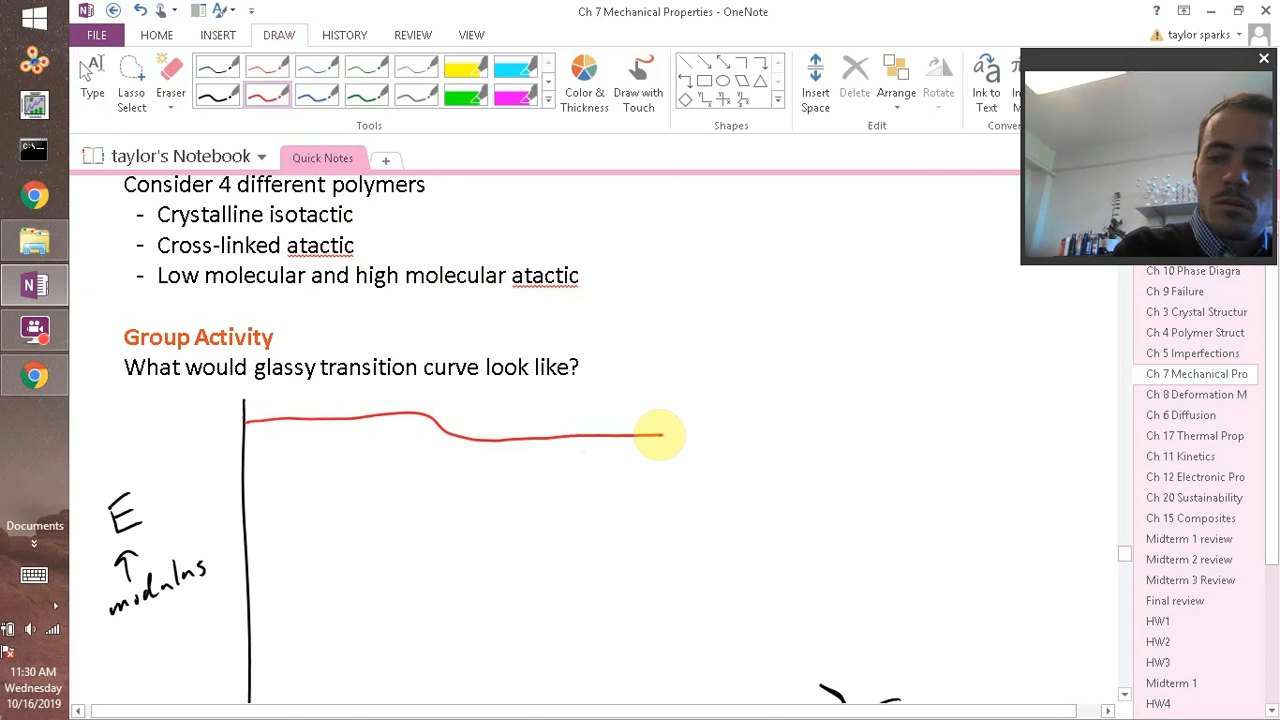 Ch 7 Mechanical Properties - OneNote
?
FILE HOME INSERT DRAW HISTORY REVIEW VIEW
taylor sparks
Type
Lasso
Select
Eraser
Color &
Thickness
Draw with
Touch
Insert
Space
Delete
Arrange
Rotate
Ink to
Text
Tools
Shapes
Edit
Conver
taylor's Notebook
Quick Notes
Consider 4 different polymers
- Crystalline isotactic
- Cross-linked atactic
- Low molecular and high molecular atactic
Group Activity
What would glassy transition curve look like?
E
↑
modulus
Ch 10 Phase Diagra
Ch 9 Failure
Ch 3 Crystal Structur
Ch 4 Polymer Struct
Ch 5 Imperfections
Ch 7 Mechanical Pro
Ch 8 Deformation M
Ch 6 Diffusion
Ch 17 Thermal Prop
Ch 11 Kinetics
Ch 12 Electronic Pro
Ch 20 Sustainability
Ch 15 Composites
Midterm 1 review
Midterm 2 review
Midterm 3 Review
Final review
HW1
HW2
HW3
Midterm 1
HW4
Documents
11:30 AM
Wednesday
10/16/2019